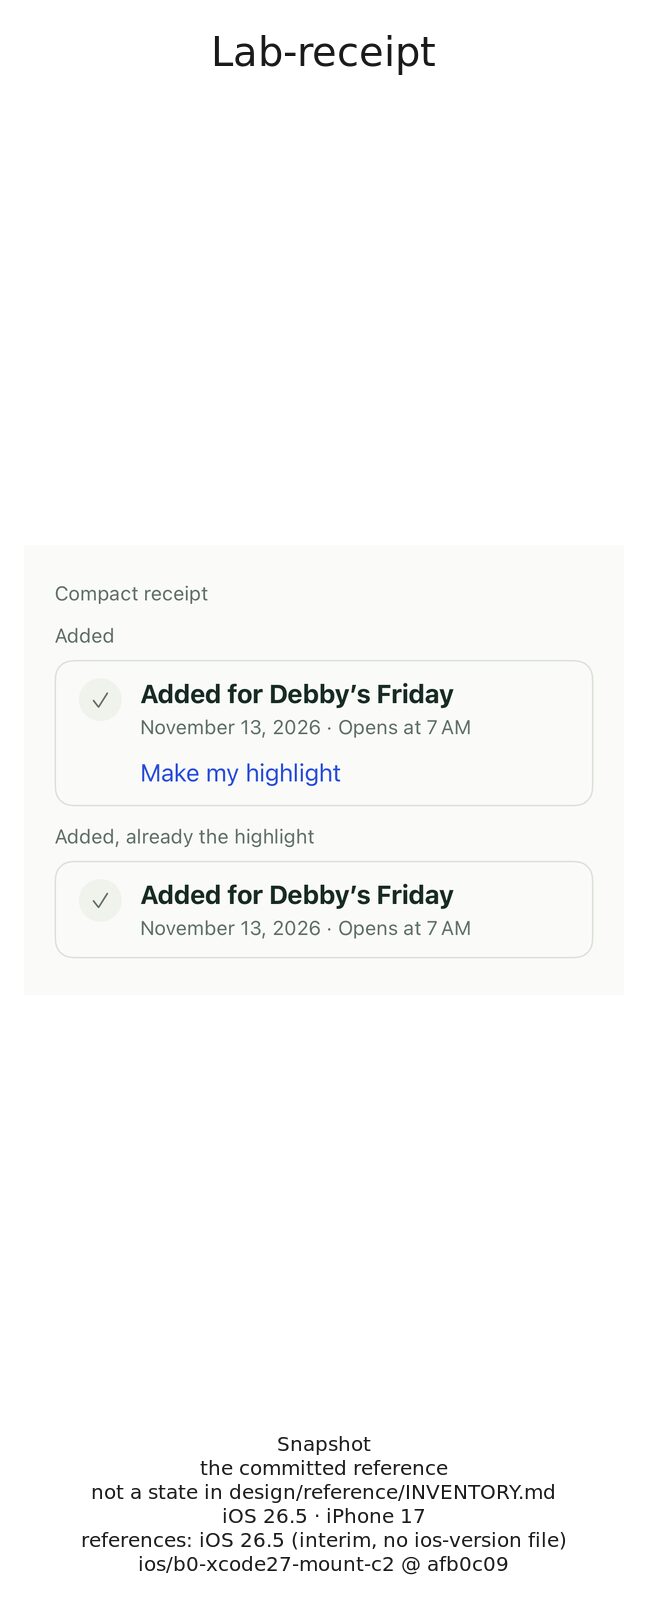 Lab-receipt
Compact receipt
Added
Added for Debby’s Friday
November 13, 2026 · Opens at 7 AM
Make my highlight
Added, already the highlight
Added for Debby’s Friday
November 13, 2026 · Opens at 7 AM
Snapshot
the committed reference
not a state in design/reference/INVENTORY.md
iOS 26.5 · iPhone 17
references: iOS 26.5 (interim, no ios-version file)
ios/b0-xcode27-mount-c2 @ afb0c09